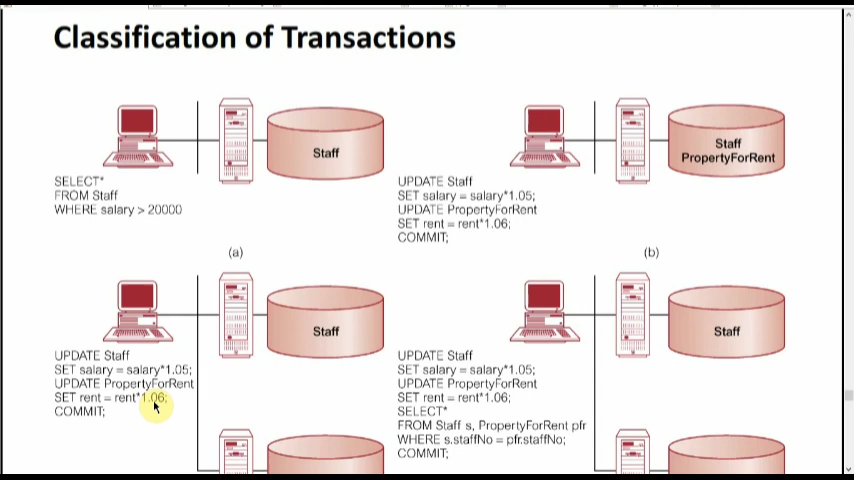 Classification of Transactions
Staff
SELECT*
FROM Staff
WHERE salary > 20000
(a)
Staff
PropertyForRent
UPDATE Staff
SET salary = salary*1.05;
UPDATE PropertyForRent
SET rent = rent*1.06;
COMMIT;
(b)
Staff
UPDATE Staff
SET salary = salary*1.05;
UPDATE PropertyForRent
SET rent = rent*1.06;
COMMIT;
Staff
UPDATE Staff
SET salary = salary*1.05;
UPDATE PropertyForRent
SET rent = rent*1.06;
SELECT*
FROM Staff s, PropertyForRent pfr
WHERE s.staffNo = pfr.staffNo;
COMMIT;